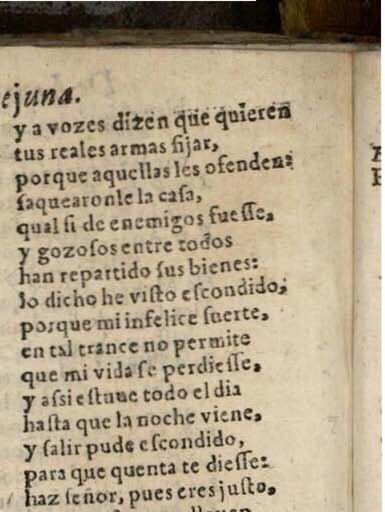 ejuna.
y a vozes dizen que quieren
tus reales armas fijar,
porque aquellas les ofenden:
saquearonle la casa,
qual si de enemigos fuesse,
y gozosos entre todos
han repartido sus bienes:
lo dicho he visto escondido,
porque mi infelice suerte,
en tal trance no permite
que mi vida se perdiesse,
y assi estuue todo el dia
hasta que la noche viene,
y salir pude escondido,
para que quenta te diesse:
haz señor, pues eres justo,